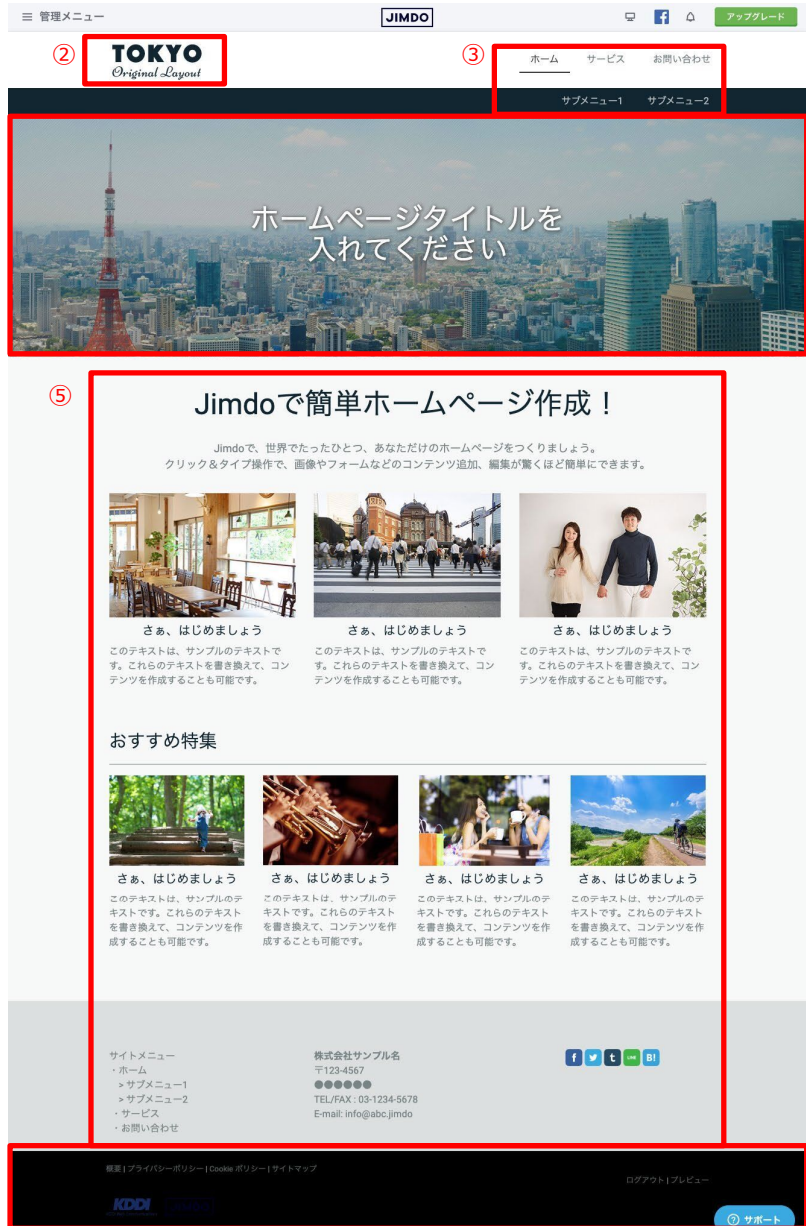 管理メニュー
JIMDO
f
アップグレード
②
TOKYO
Original Layout
③
ホーム
サービス
お問い合わせ
サブメニュー1
サブメニュー2
ホームページタイトルを
入れてください
⑤
Jimdoで簡単ホームページ作成！
Jimdoで、世界でたったひとつ、あなただけのホームページをつくりましょう。
クリック＆タイプ操作で、画像やフォームなどのコンテンツ追加、編集が驚くほど簡単にできます。
さぁ、はじめましょう
このテキストは、サンプルのテキストで
す。これらのテキストを書き換えて、コン
テンツを作成することも可能です。
さぁ、はじめましょう
このテキストは、サンプルのテキストで
す。これらのテキストを書き換えて、コン
テンツを作成することも可能です。
さぁ、はじめましょう
このテキストは、サンプルのテキストで
す。これらのテキストを書き換えて、コン
テンツを作成することも可能です。
おすすめ特集
さぁ、はじめましょう
このテキストは、サンプルのテ
キストです。これらのテキスト
を書き換えて、コンテンツを作
成することも可能です。
さぁ、はじめましょう
このテキストは、サンプルのテ
キストです。これらのテキスト
を書き換えて、コンテンツを作
成することも可能です。
さぁ、はじめましょう
このテキストは、サンプルのテ
キストです。これらのテキスト
を書き換えて、コンテンツを作
成することも可能です。
さぁ、はじめましょう
このテキストは、サンプルのテ
キストです。これらのテキスト
を書き換えて、コンテンツを作
成することも可能です。
サイトメニュー
・ホーム
> サブメニュー1
> サブメニュー2
・サービス
・お問い合わせ
株式会社サンプル名
〒123-4567
●●●●●●
TEL/FAX : 03-1234-5678
E-mail: info@abc.jimdo
f
t
LINE
B!
概要 | プライバシーポリシー | Cookie ポリシー | サイトマップ
ログアウト | プレビュー
KDDI
? サポート